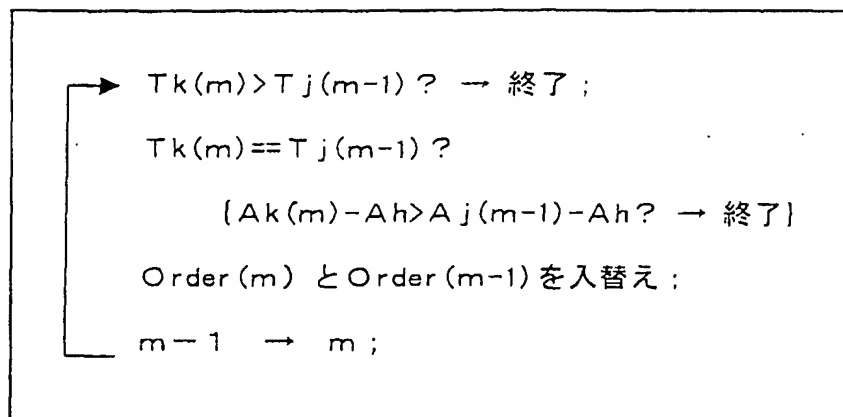 Tk(m)>Tj(m-1)? → 終了;
Tk(m)==Tj(m-1)?
{Ak(m)-Ah>Aj(m-1)-Ah? → 終了}
Order(m)とOrder(m-1)を入替え;
m-1 → m;